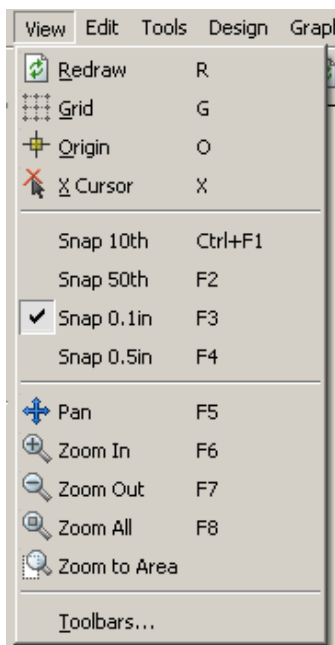 View Edit Tools Design Graph
Redraw R
Grid G
Origin O
X Cursor X
Snap 10th Ctrl+F1
Snap 50th F2
Snap 0.1in F3
Snap 0.5in F4
Pan F5
Zoom In F6
Zoom Out F7
Zoom All F8
Zoom to Area
Toolbars...